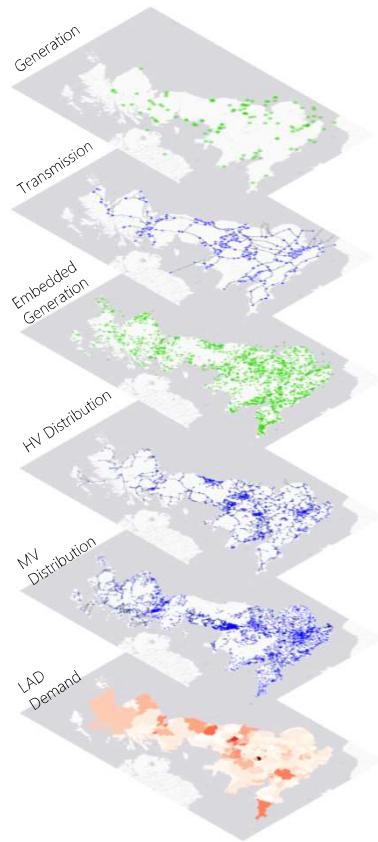 Generation
Transmission
Embedded
Generation
HV Distribution
MV
Distribution
LAD
Demand